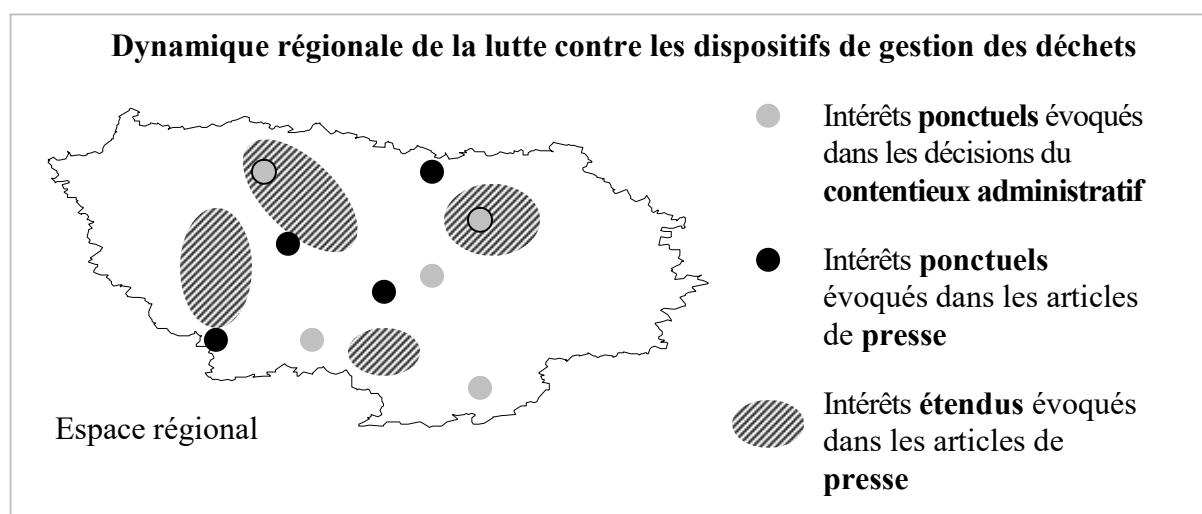 Dynamique régionale de la lutte contre les dispositifs de gestion des déchets
Intérêts ponctuels évoqués
dans les décisions du
contentieux administratif
Intérêts ponctuels
évoqués dans les articles
de presse
Intérêts étendus évoqués
dans les articles de
presse
Espace régional